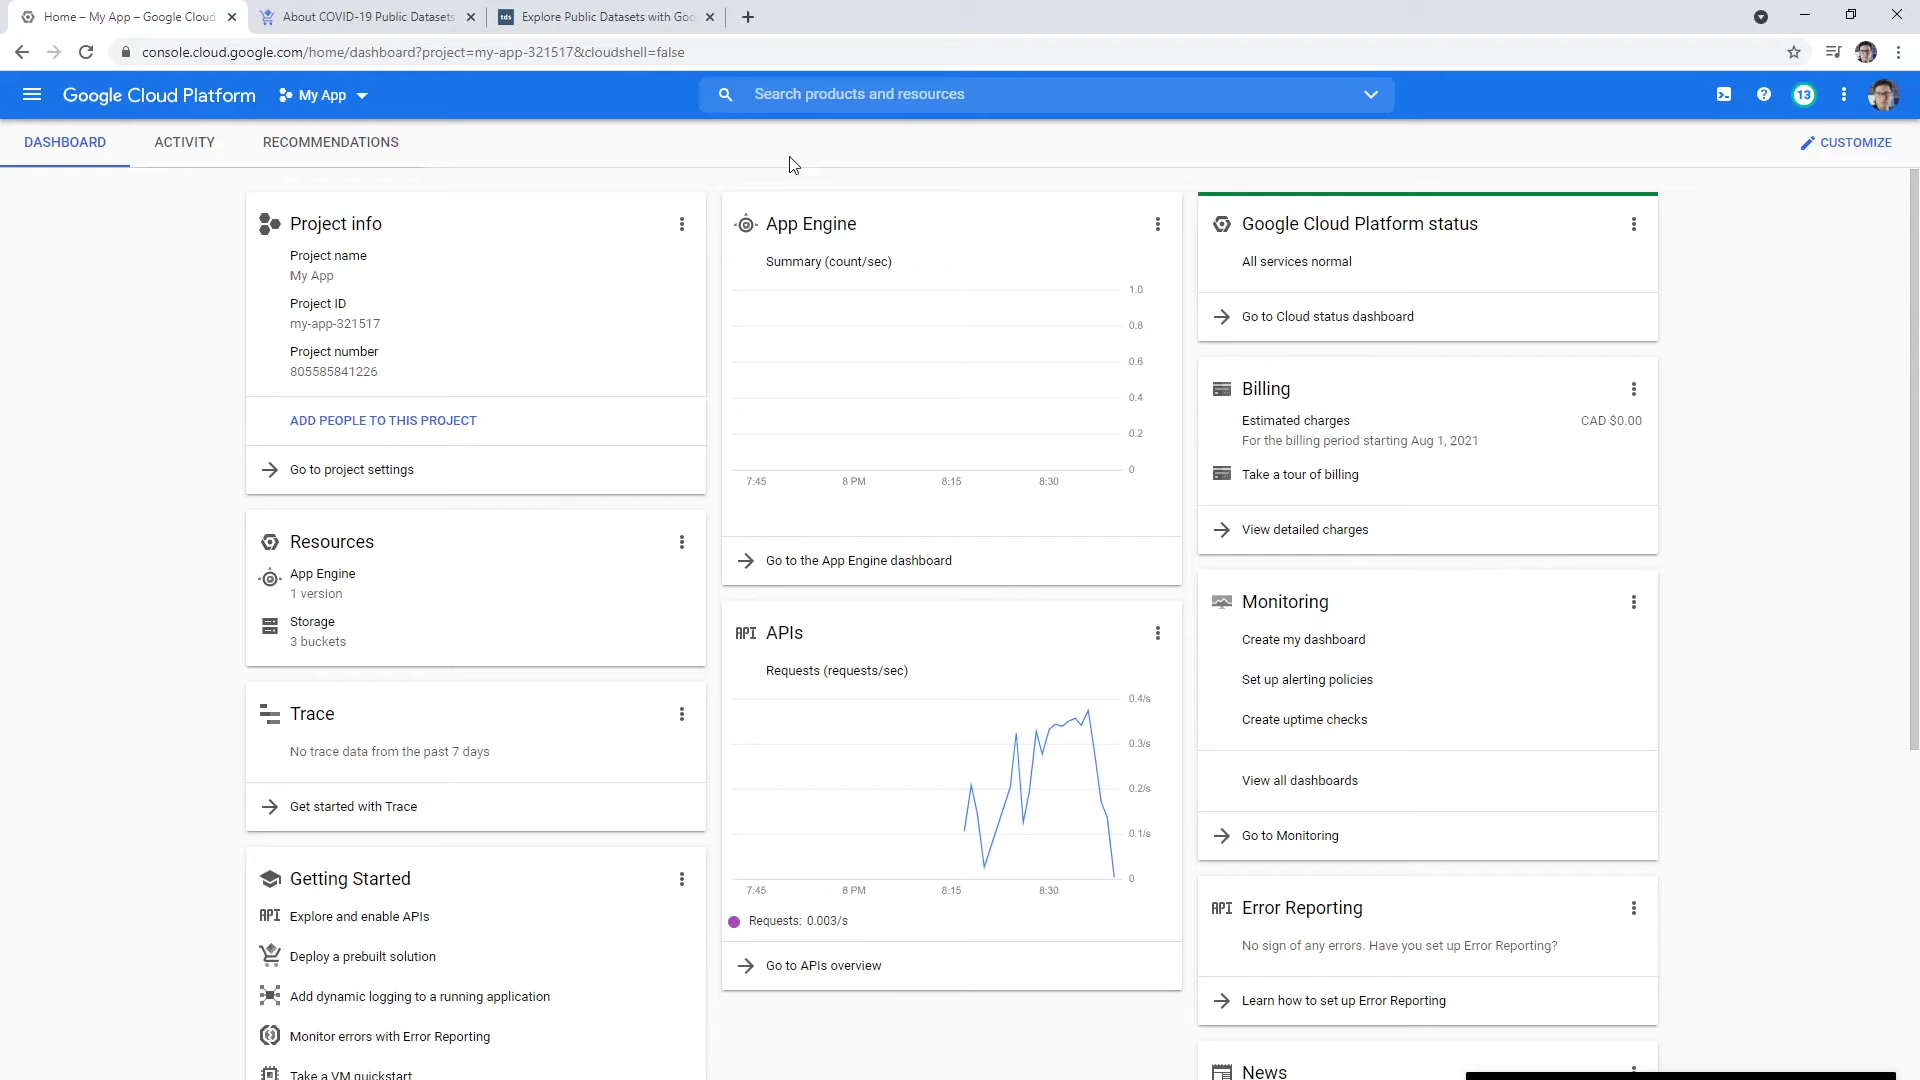 Home – My App – Google Cloud
About COVID-19 Public Datasets
tds
Explore Public Datasets with Goo
console.cloud.google.com/home/dashboard?project=my-app-321517&cloudshell=false
Google Cloud Platform
My App
Search products and resources
13
DASHBOARD
ACTIVITY
RECOMMENDATIONS
CUSTOMIZE
Project info
Project name
My App
Project ID
my-app-321517
Project number
805585841226
ADD PEOPLE TO THIS PROJECT
Go to project settings
Resources
App Engine
1 version
Storage
3 buckets
Trace
No trace data from the past 7 days
Get started with Trace
Getting Started
API Explore and enable APIs
Deploy a prebuilt solution
Add dynamic logging to a running application
Monitor errors with Error Reporting
Take a VM quickstart
App Engine
Summary (count/sec)
1.0
0.8
0.6
0.4
0.2
0
7:45
8 PM
8:15
8:30
Go to the App Engine dashboard
API APIs
Requests (requests/sec)
0.4/s
0.3/s
0.2/s
0.1/s
0
7:45
8 PM
8:15
8:30
Requests: 0.003/s
Go to APIs overview
Google Cloud Platform status
All services normal
Go to Cloud status dashboard
Billing
Estimated charges
CAD $0.00
For the billing period starting Aug 1, 2021
Take a tour of billing
View detailed charges
Monitoring
Create my dashboard
Set up alerting policies
Create uptime checks
View all dashboards
Go to Monitoring
API Error Reporting
No sign of any errors. Have you set up Error Reporting?
Learn how to set up Error Reporting
News